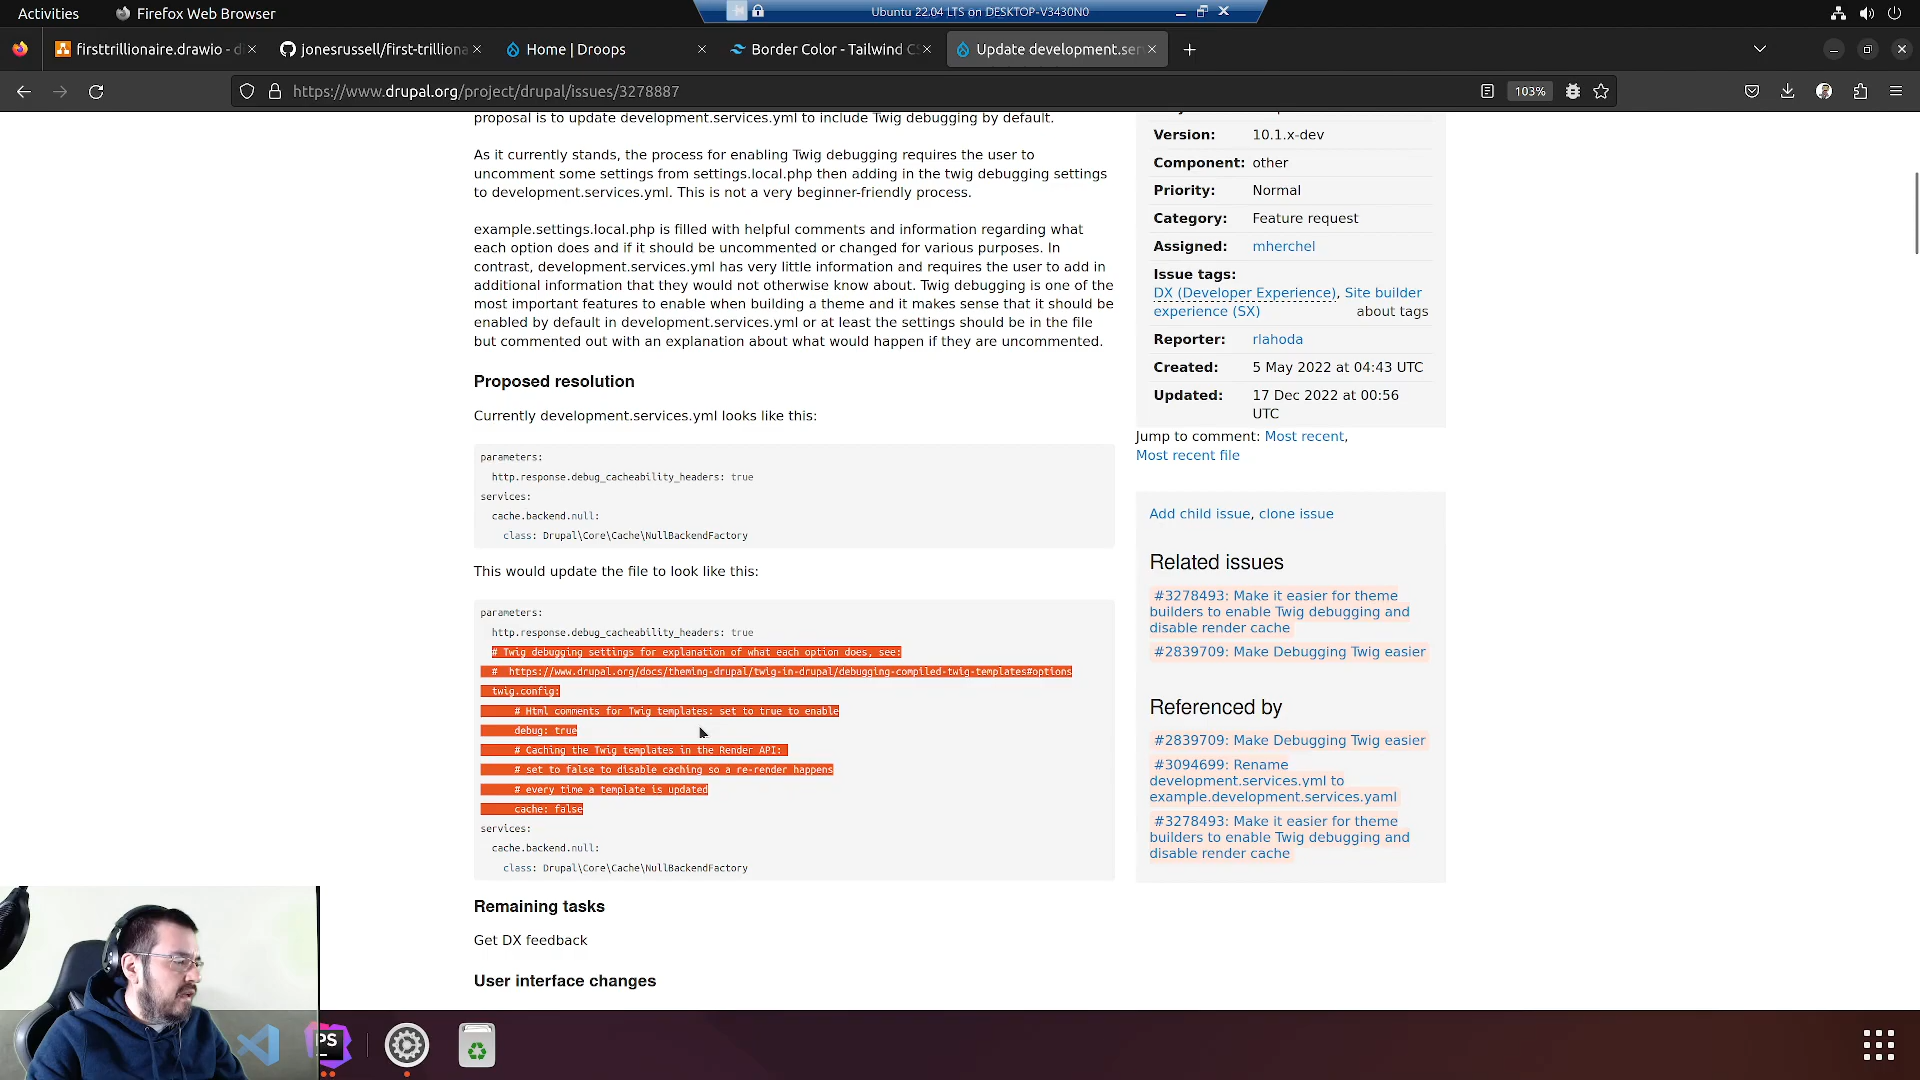 Activities
Firefox Web Browser
Ubuntu 22.04 LTS on DESKTOP-V3430N0
firsttrillionaire.drawio - d
jonesrussell/first-trilliona
Home | Droops
Border Color - Tailwind C
Update development.ser
https://www.drupal.org/project/drupal/issues/3278887
103%
proposal is to update development.services.yml to include Twig debugging by default.
As it currently stands, the process for enabling Twig debugging requires the user to
uncomment some settings from settings.local.php then adding in the twig debugging settings
to development.services.yml. This is not a very beginner-friendly process.
example.settings.local.php is filled with helpful comments and information regarding what
each option does and if it should be uncommented or changed for various purposes. In
contrast, development.services.yml has very little information and requires the user to add in
additional information that they would not otherwise know about. Twig debugging is one of the
most important features to enable when building a theme and it makes sense that it should be
enabled by default in development.services.yml or at least the settings should be in the file
but commented out with an explanation about what would happen if they are uncommented.
Proposed resolution
Currently development.services.yml looks like this:
parameters:
http.response.debug_cacheability_headers: true
services:
cache.backend.null:
class: Drupal\Core\Cache\NullBackendFactory
This would update the file to look like this:
parameters:
http.response.debug_cacheability_headers: true
# Twig debugging settings for explanation of what each option does, see:
# https://www.drupal.org/docs/theming-drupal/twig-in-drupal/debugging-compiled-twig-templates#options
twig.config:
# Html comments for Twig templates: set to true to enable
debug: true
# Caching the Twig templates in the Render API:
# set to false to disable caching so a re-render happens
# every time a template is updated
cache: false
services:
cache.backend.null:
class: Drupal\Core\Cache\NullBackendFactory
Remaining tasks
Get DX feedback
User interface changes
Version: 10.1.x-dev
Component: other
Priority: Normal
Category: Feature request
Assigned: mherchel
Issue tags:
DX (Developer Experience), Site builder
experience (SX) about tags
Reporter: rlahoda
Created: 5 May 2022 at 04:43 UTC
Updated: 17 Dec 2022 at 00:56
UTC
Jump to comment: Most recent,
Most recent file
Add child issue, clone issue
Related issues
#3278493: Make it easier for theme
builders to enable Twig debugging and
disable render cache
#2839709: Make Debugging Twig easier
Referenced by
#2839709: Make Debugging Twig easier
#3094699: Rename
development.services.yml to
example.development.services.yaml
#3278493: Make it easier for theme
builders to enable Twig debugging and
disable render cache
PS